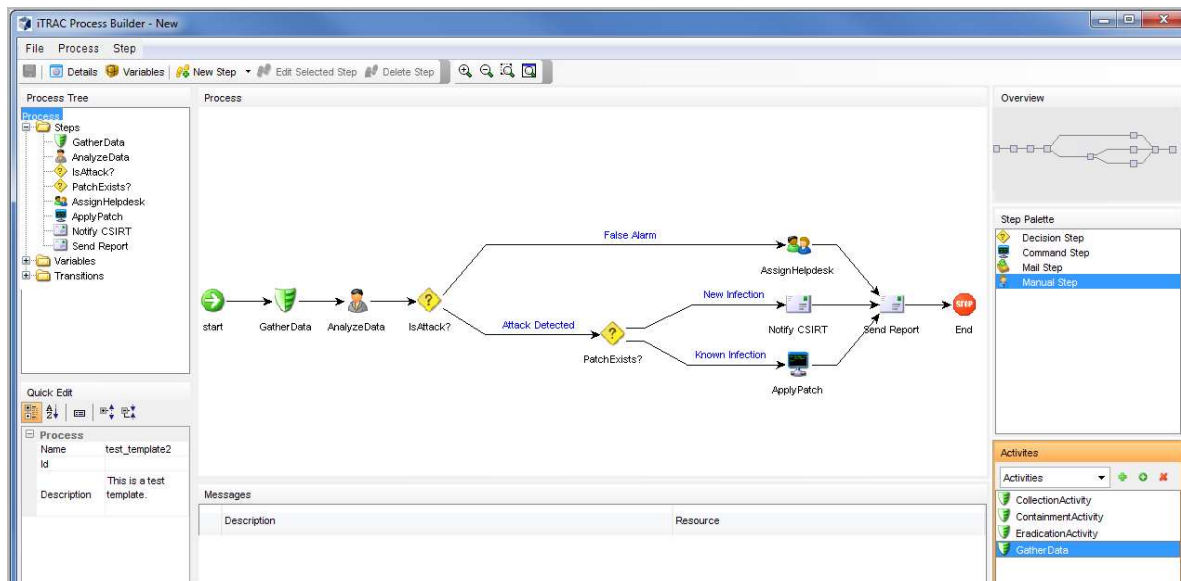 iTRAC Process Builder - New
File Process Step
Details Variables New Step Edit Selected Step Delete Step
Process Tree
Process
Steps
GatherData
AnalyzeData
IsAttack?
PatchExists?
AssignHelpdesk
ApplyPatch
Notify CSIRT
Send Report
Variables
Transitions
Quick Edit
Process
Name test_template2
Id
Description This is a test
template.
Process
False Alarm
AssignHelpdesk
start
GatherData
AnalyzeData
IsAttack?
Attack Detected
PatchExists?
New Infection
Notify CSIRT
Known Infection
ApplyPatch
Send Report
STOP
End
Messages
Description Resource
Overview
Step Palette
Decision Step
Command Step
Mail Step
Manual Step
Activites
Activities
CollectionActivity
ContainmentActivity
EradicationActivity
GatherData